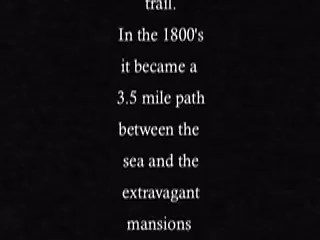 trail.
In the 1800's
it became a
3.5 mile path
between the
sea and the
extravagant
mansions